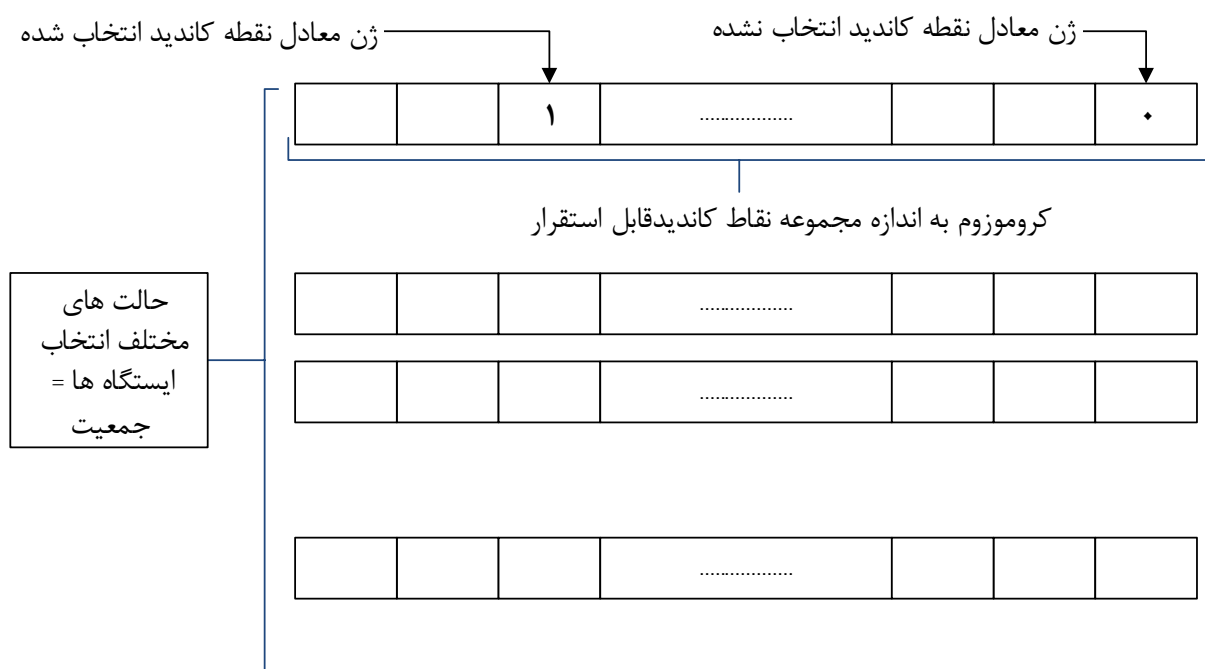 ژن معادل نقطه کاندید انتخاب نشده
ژن معادل نقطه کاندید انتخاب شده
۱ .................. ۰
کروموزوم به اندازه مجموعه نقاط کاندیدقابل استقرار
..................
..................
..................
حالت های
مختلف انتخاب
ایستگاه ها =
جمعیت